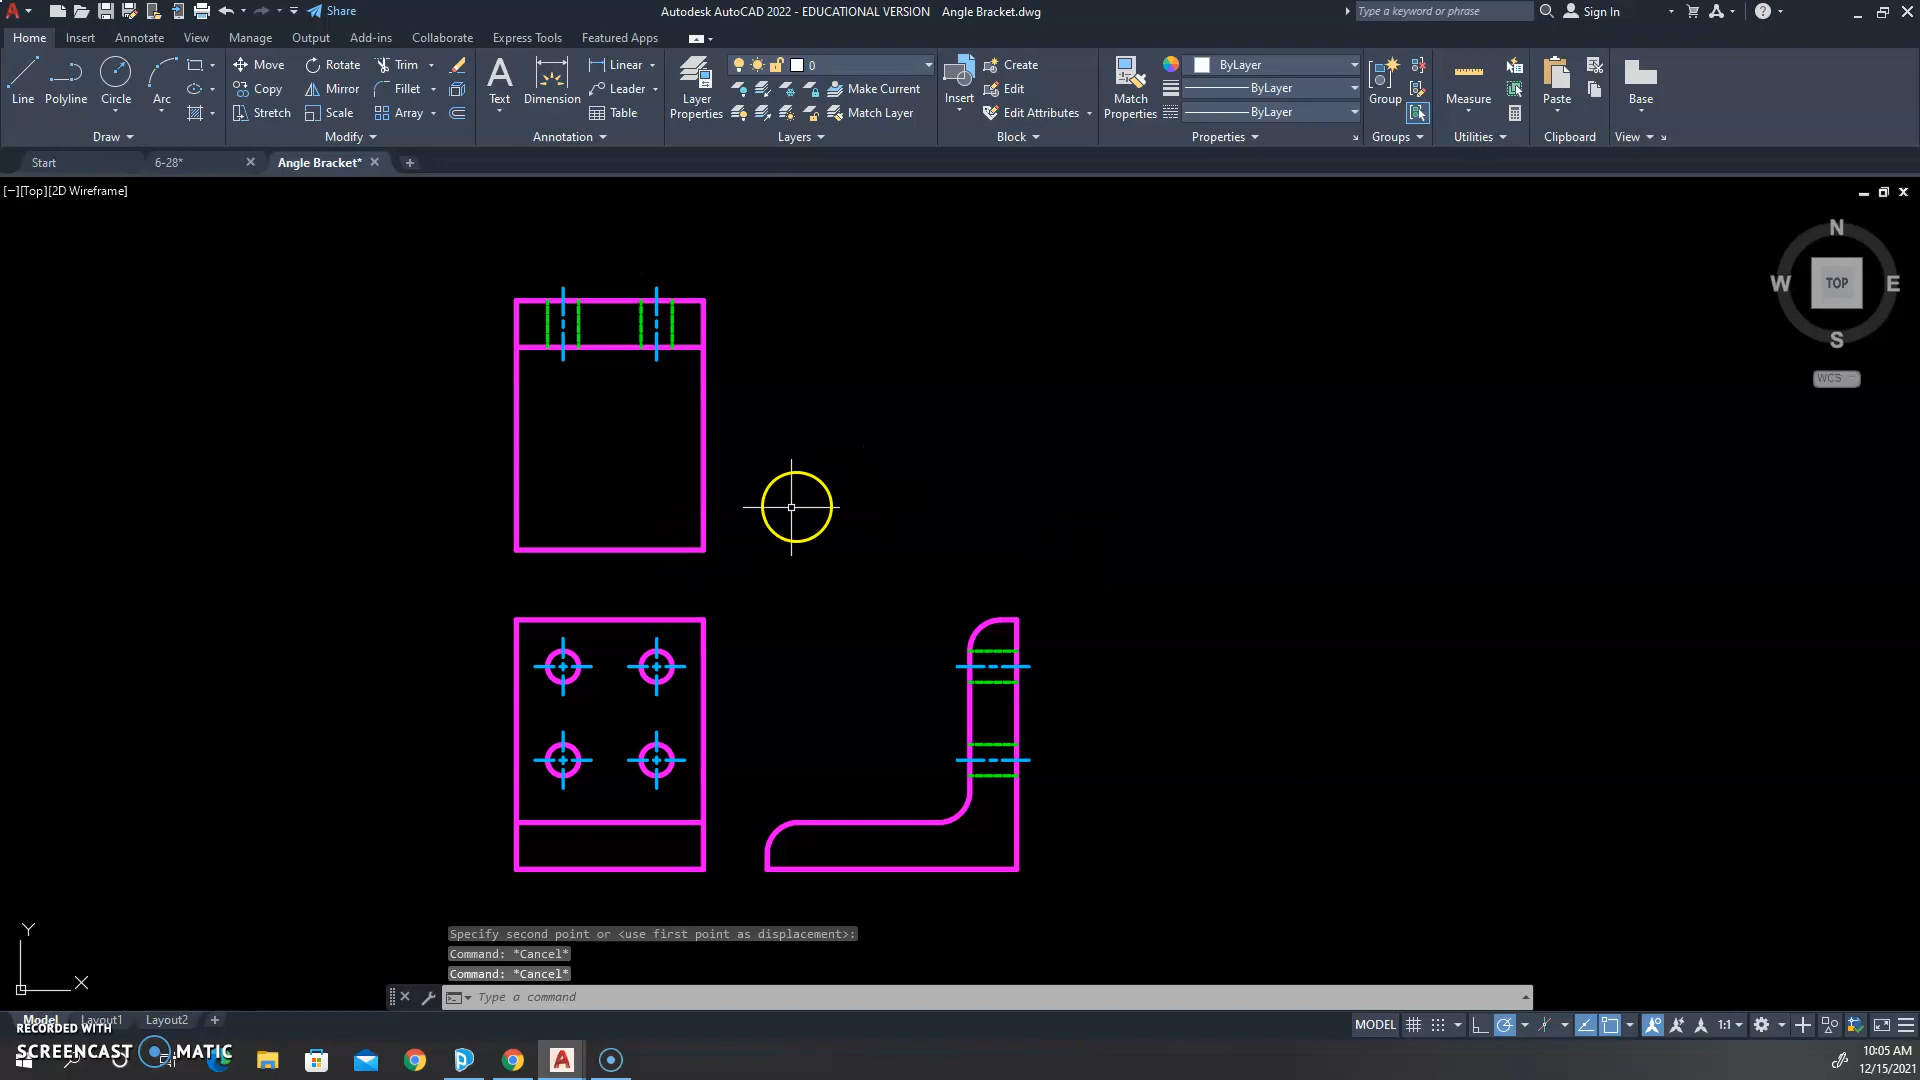 Share
Autodesk AutoCAD 2022 - EDUCATIONAL VERSION Angle Bracket.dwg
Type a keyword or phrase
Sign In
Home Insert Annotate View Manage Output Add-ins Collaborate Express Tools Featured Apps
Line Polyline Circle Arc
Move Rotate Trim
Copy Mirror Fillet
Stretch Scale Array
Text Dimension
Linear
Leader
Table
Layer Properties
0
Make Current
Match Layer
Insert
Create
Edit
Edit Attributes
Match Properties
ByLayer
ByLayer
ByLayer
Group
Measure
Paste
Base
Draw Modify Annotation Layers Block Properties Groups Utilities Clipboard View
Start 6-28* Angle Bracket*
[−][Top][2D Wireframe]
N
W TOP E
S
WCS
Y
X
Specify second point or <use first point as displacement>:
Command: *Cancel*
Command: *Cancel*
Type a command
Model Layout1 Layout2
MODEL 1:1
RECORDED WITH
SCREENCAST MATIC
10:05 AM
12/15/2021